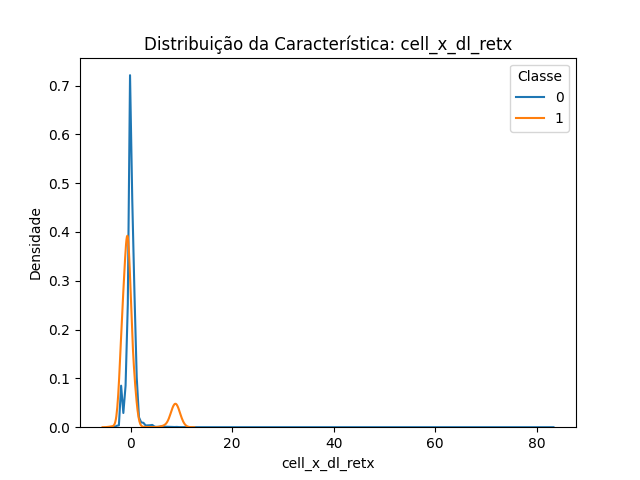 Distribuição da Característica: cell_x_dl_retx
Classe
0
1
0.7
0.6
0.5
0.4
0.3
0.2
0.1
0.0
Densidade
0 20 40 60 80
cell_x_dl_retx